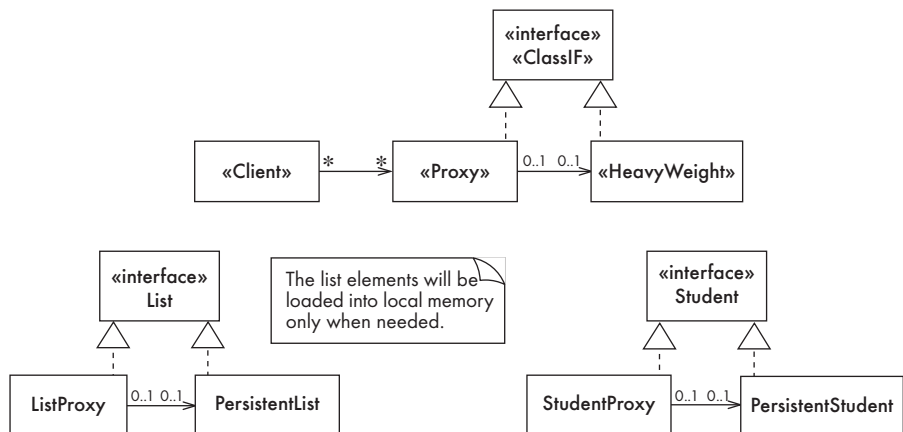 «interface»
«ClassIF»
«Client»
*
*
«Proxy»
0..1 0..1
«HeavyWeight»
«interface»
List
The list elements will be
loaded into local memory
only when needed.
«interface»
Student
ListProxy
0..1 0..1
PersistentList
StudentProxy
0..1 0..1
PersistentStudent